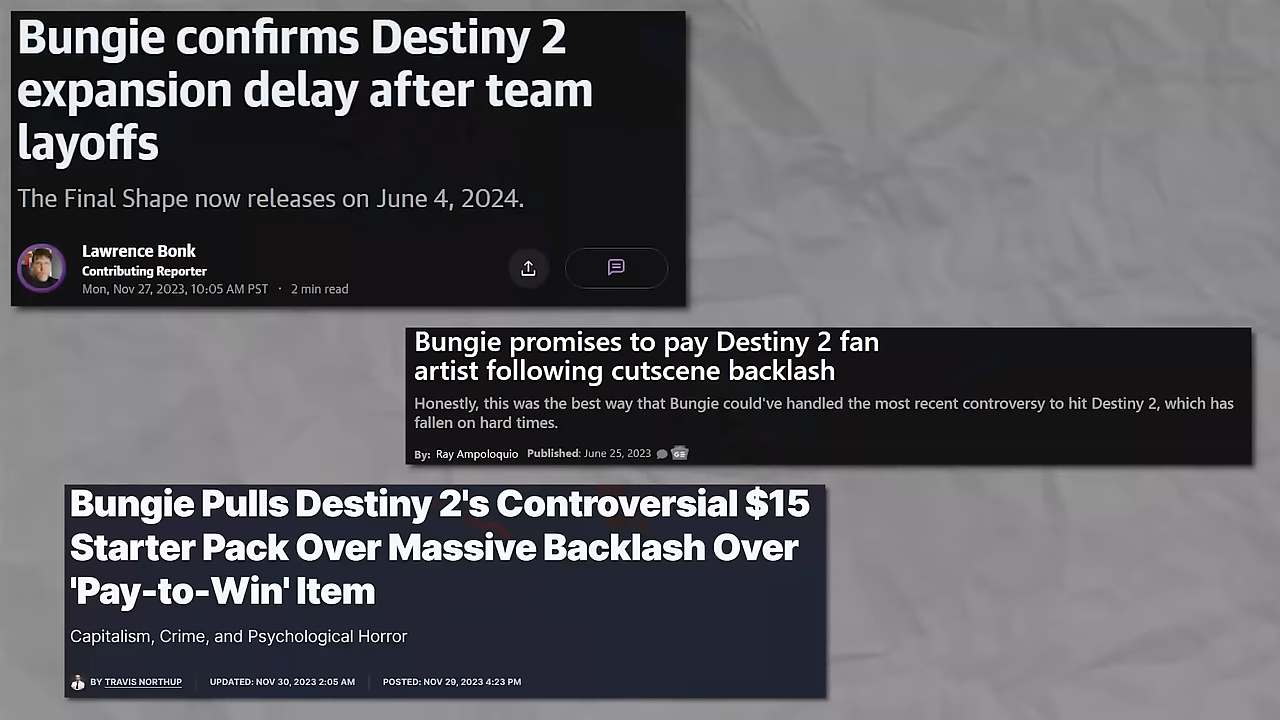 Bungie confirms Destiny 2
expansion delay after team
layoffs
The Final Shape now releases on June 4, 2024.
Lawrence Bonk
Contributing Reporter
Mon, Nov 27, 2023, 10:05 AM PST · 2 min read
Bungie promises to pay Destiny 2 fan
artist following cutscene backlash
Honestly, this was the best way that Bungie could've handled the most recent controversy to hit Destiny 2, which has
fallen on hard times.
By: Ray Ampoloquio Published: June 25, 2023 GE
Bungie Pulls Destiny 2's Controversial $15
Starter Pack Over Massive Backlash Over
'Pay-to-Win' Item
Capitalism, Crime, and Psychological Horror
BY TRAVIS NORTHUP UPDATED: NOV 30, 2023 2:05 AM POSTED: NOV 29, 2023 4:23 PM